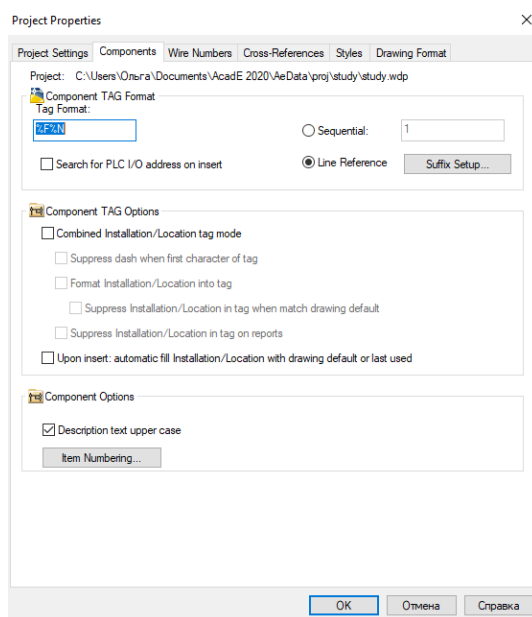 Project Properties
Project Settings Components Wire Numbers Cross-References Styles Drawing Format
Project: C:\Users\Ольга\Documents\AcadE 2020\AeData\proj\study\study.wdp
Component TAG Format
Tag Format:
%F%N
Sequential: 1
Search for PLC I/O address on insert
Line Reference Suffix Setup...
Component TAG Options
Combined Installation/Location tag mode
Suppress dash when first character of tag
Format Installation/Location into tag
Suppress Installation/Location in tag when match drawing default
Suppress Installation/Location in tag on reports
Upon insert: automatic fill Installation/Location with drawing default or last used
Component Options
Description text upper case
Item Numbering...
OK Отмена Справка